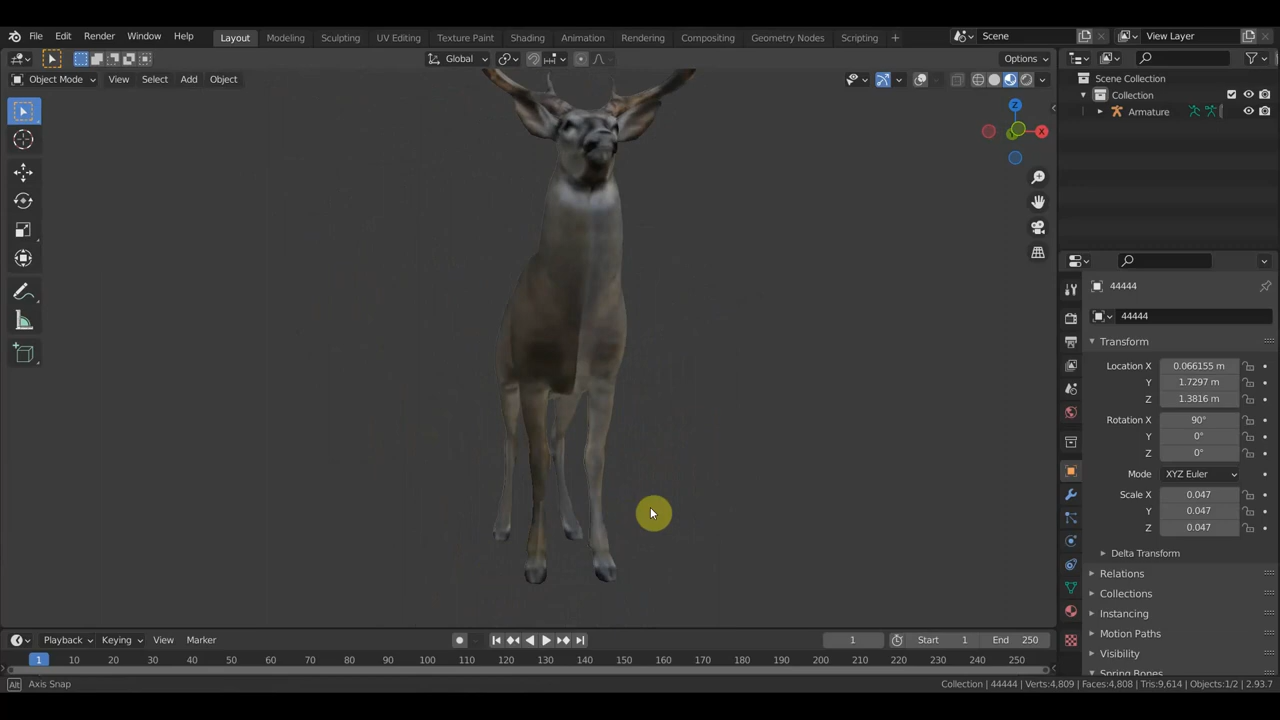 File Edit Render Window Help Layout Modeling Sculpting UV Editing Texture Paint Shading Animation Rendering Compositing Geometry Nodes Scripting + Scene View Layer
Global Options
Object Mode View Select Add Object
Scene Collection
Collection
Armature
Z
X
44444
44444
Transform
Location X 0.066155 m
Y 1.7297 m
Z 1.3816 m
Rotation X 90°
Y 0°
Z 0°
Mode XYZ Euler
Scale X 0.047
Y 0.047
Z 0.047
Delta Transform
Relations
Collections
Instancing
Motion Paths
Visibility
Spring Bones
Playback Keying View Marker 1 Start 1 End 250
1 10 20 30 40 50 60 70 80 90 100 110 120 130 140 150 160 170 180 190 200 210 220 230 240 250
Alt Axis Snap Collection | 44444 | Verts:4,809 | Faces:4,808 | Tris:9,614 | Objects:1/2 | 2.93.7